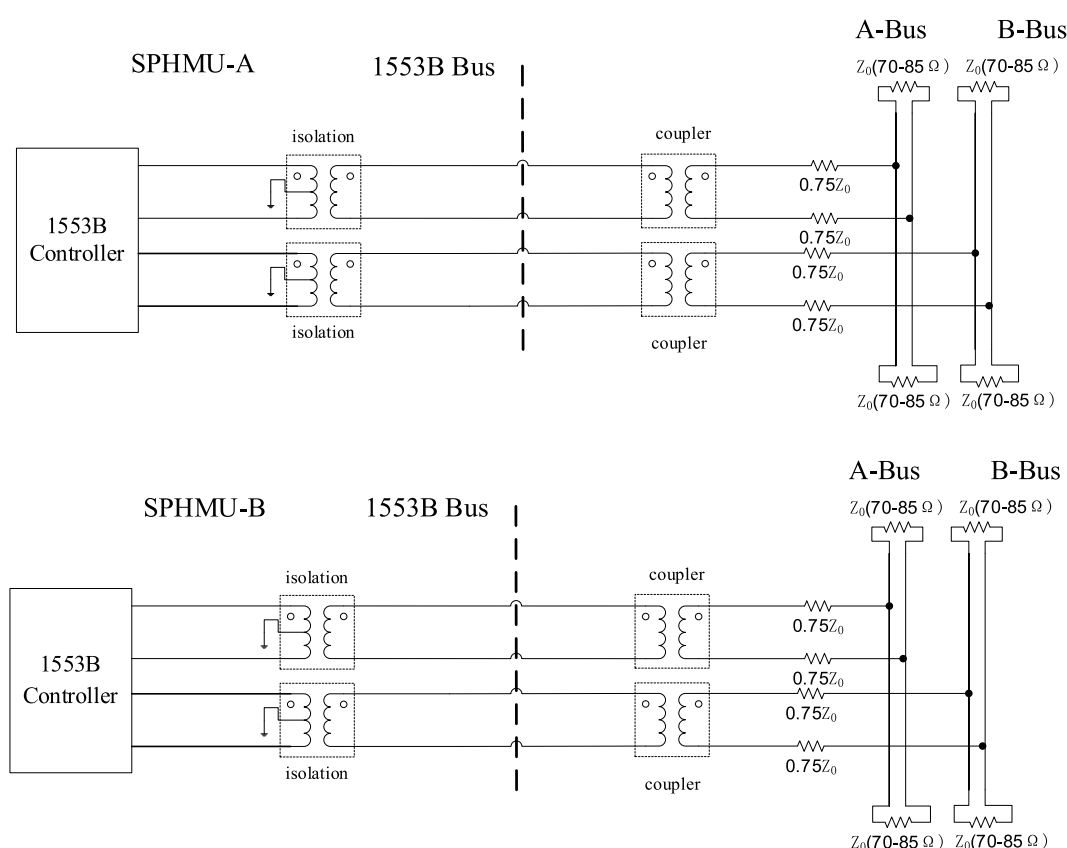 A-Bus B-Bus
SPHMU-A 1553B Bus
Z₀(70-85 Ω) Z₀(70-85 Ω)
isolation coupler
0.75Z₀
1553B
Controller
0.75Z₀
0.75Z₀
0.75Z₀
isolation coupler
Z₀(70-85 Ω) Z₀(70-85 Ω)
A-Bus B-Bus
SPHMU-B 1553B Bus
Z₀(70-85 Ω) Z₀(70-85 Ω)
isolation coupler
0.75Z₀
1553B
Controller
0.75Z₀
0.75Z₀
0.75Z₀
isolation coupler
Z₀(70-85 Ω) Z₀(70-85 Ω)